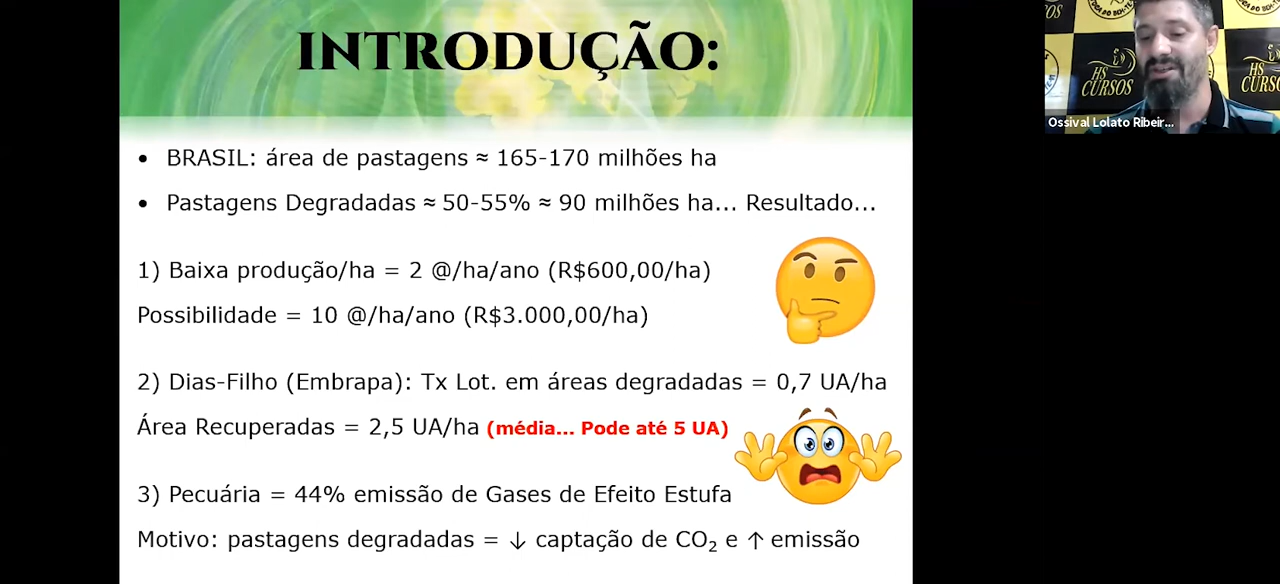 INTRODUÇÃO:
• BRASIL: área de pastagens ≈ 165-170 milhões ha
• Pastagens Degradadas ≈ 50-55% ≈ 90 milhões ha... Resultado...
1) Baixa produção/ha = 2 @/ha/ano (R$600,00/ha)
Possibilidade = 10 @/ha/ano (R$3.000,00/ha)
2) Dias-Filho (Embrapa): Tx Lot. em áreas degradadas = 0,7 UA/ha
Área Recuperadas = 2,5 UA/ha (média... Pode até 5 UA)
3) Pecuária = 44% emissão de Gases de Efeito Estufa
Motivo: pastagens degradadas = ↓ captação de CO₂ e ↑ emissão
HS
CURSOS
HS
CURSOS
Ossival Lolato Ribeir...